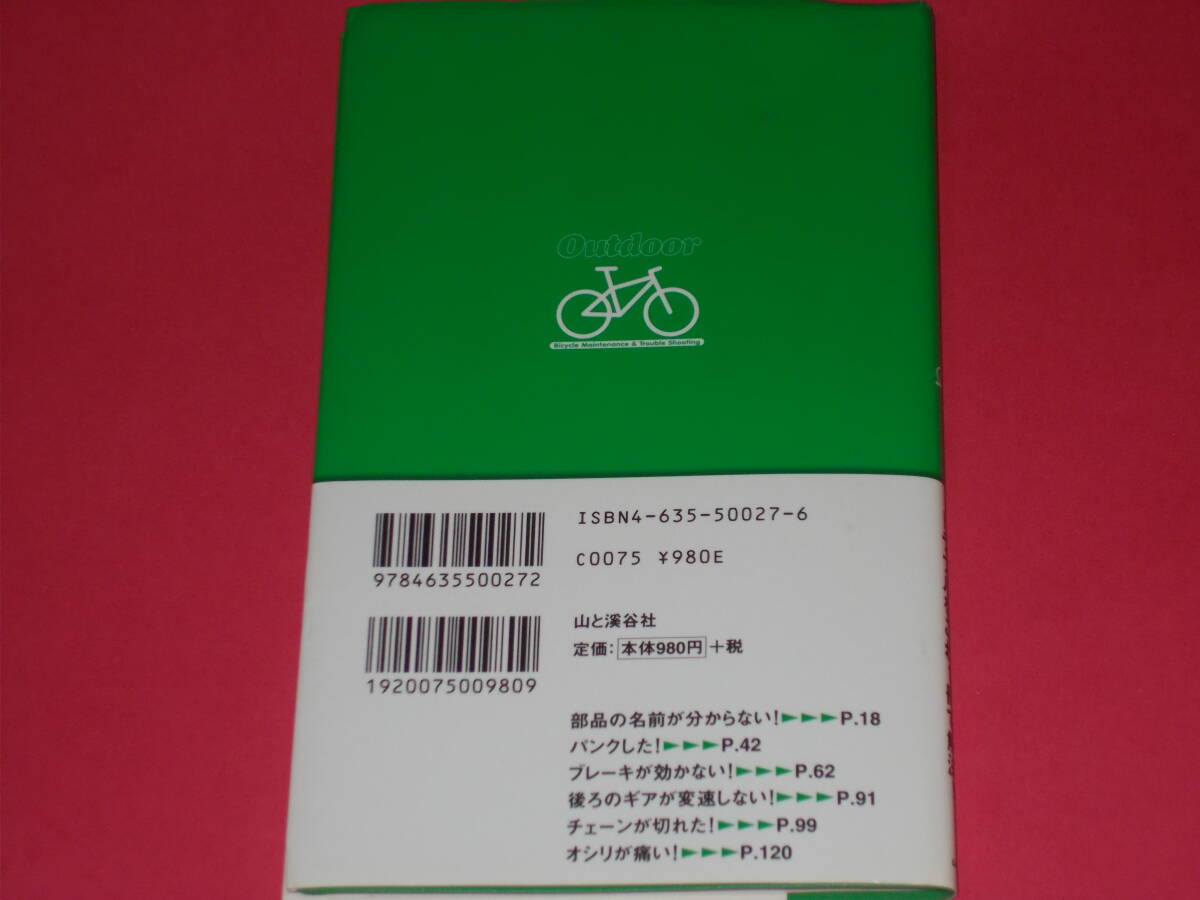 Outdoor
Bicycle Maintenance & Trouble Shooting
ISBN4-635-50027-6
C0075 ¥980E
9784635500272
山と溪谷社
定価：本体980円＋税
1920075009809
部品の名前が分からない！►►►P.18
パンクした！►►►P.42
ブレーキが効かない！►►►P.62
後ろのギアが変速しない！►►►P.91
チェーンが切れた！►►►P.99
オシリが痛い！►►►P.120